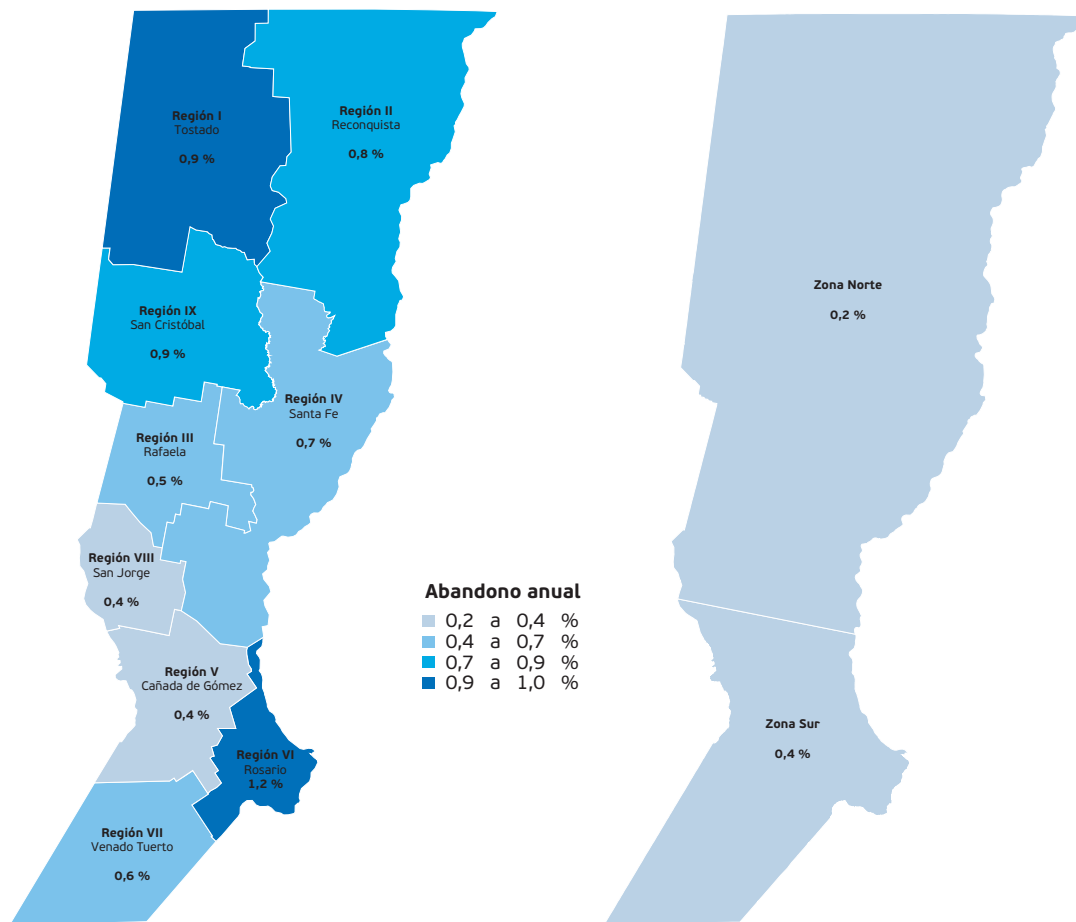 Región I
Tostado
0,9 %
Región II
Reconquista
0,8 %
Región IX
San Cristóbal
0,9 %
Región IV
Santa Fe
0,7 %
Región III
Rafaela
0,5 %
Región VIII
San Jorge
0,4 %
Región V
Cañada de Gómez
0,4 %
Región VI
Rosario
1,2 %
Región VII
Venado Tuerto
0,6 %
Abandono anual
0,2 a 0,4 %
0,4 a 0,7 %
0,7 a 0,9 %
0,9 a 1,0 %
Zona Norte
0,2 %
Zona Sur
0,4 %